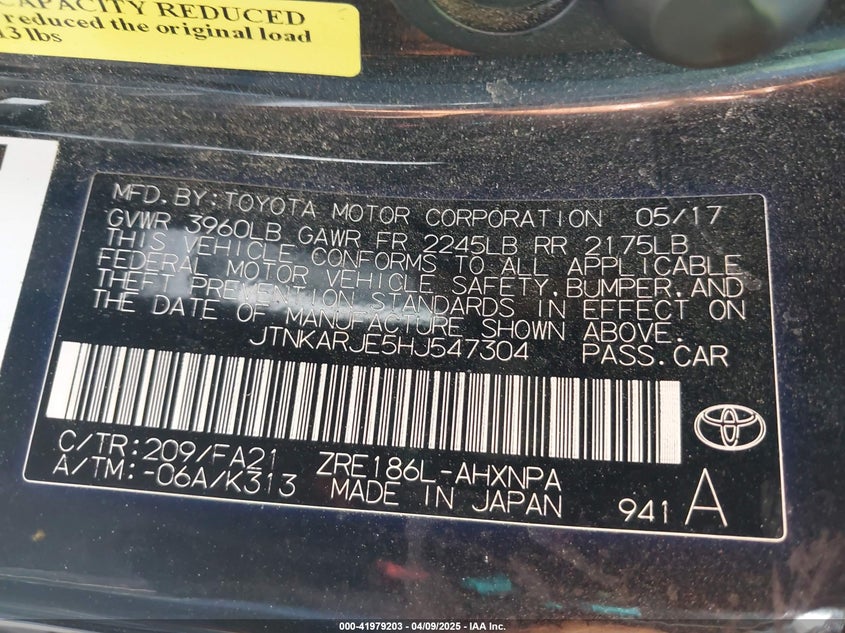 CAPACITY REDUCED
reduced the original load
13 lbs
MFD. BY: TOYOTA MOTOR CORPORATION 05/17
GVWR 3960LB GAWR FR 2245LB RR 2175LB
THIS VEHICLE CONFORMS TO ALL APPLICABLE
FEDERAL MOTOR VEHICLE SAFETY, BUMPER, AND
THEFT PREVENTION STANDARDS IN EFFECT ON
THE DATE OF MANUFACTURE SHOWN ABOVE.
JTNKARJE5HJ547304 PASS. CAR
C/TR: 209/FA21 ZRE186L-AHXNPA
A/TM: -06A/K313 MADE IN JAPAN 941 A
000-41979203 - 04/09/2025 - IAA Inc.